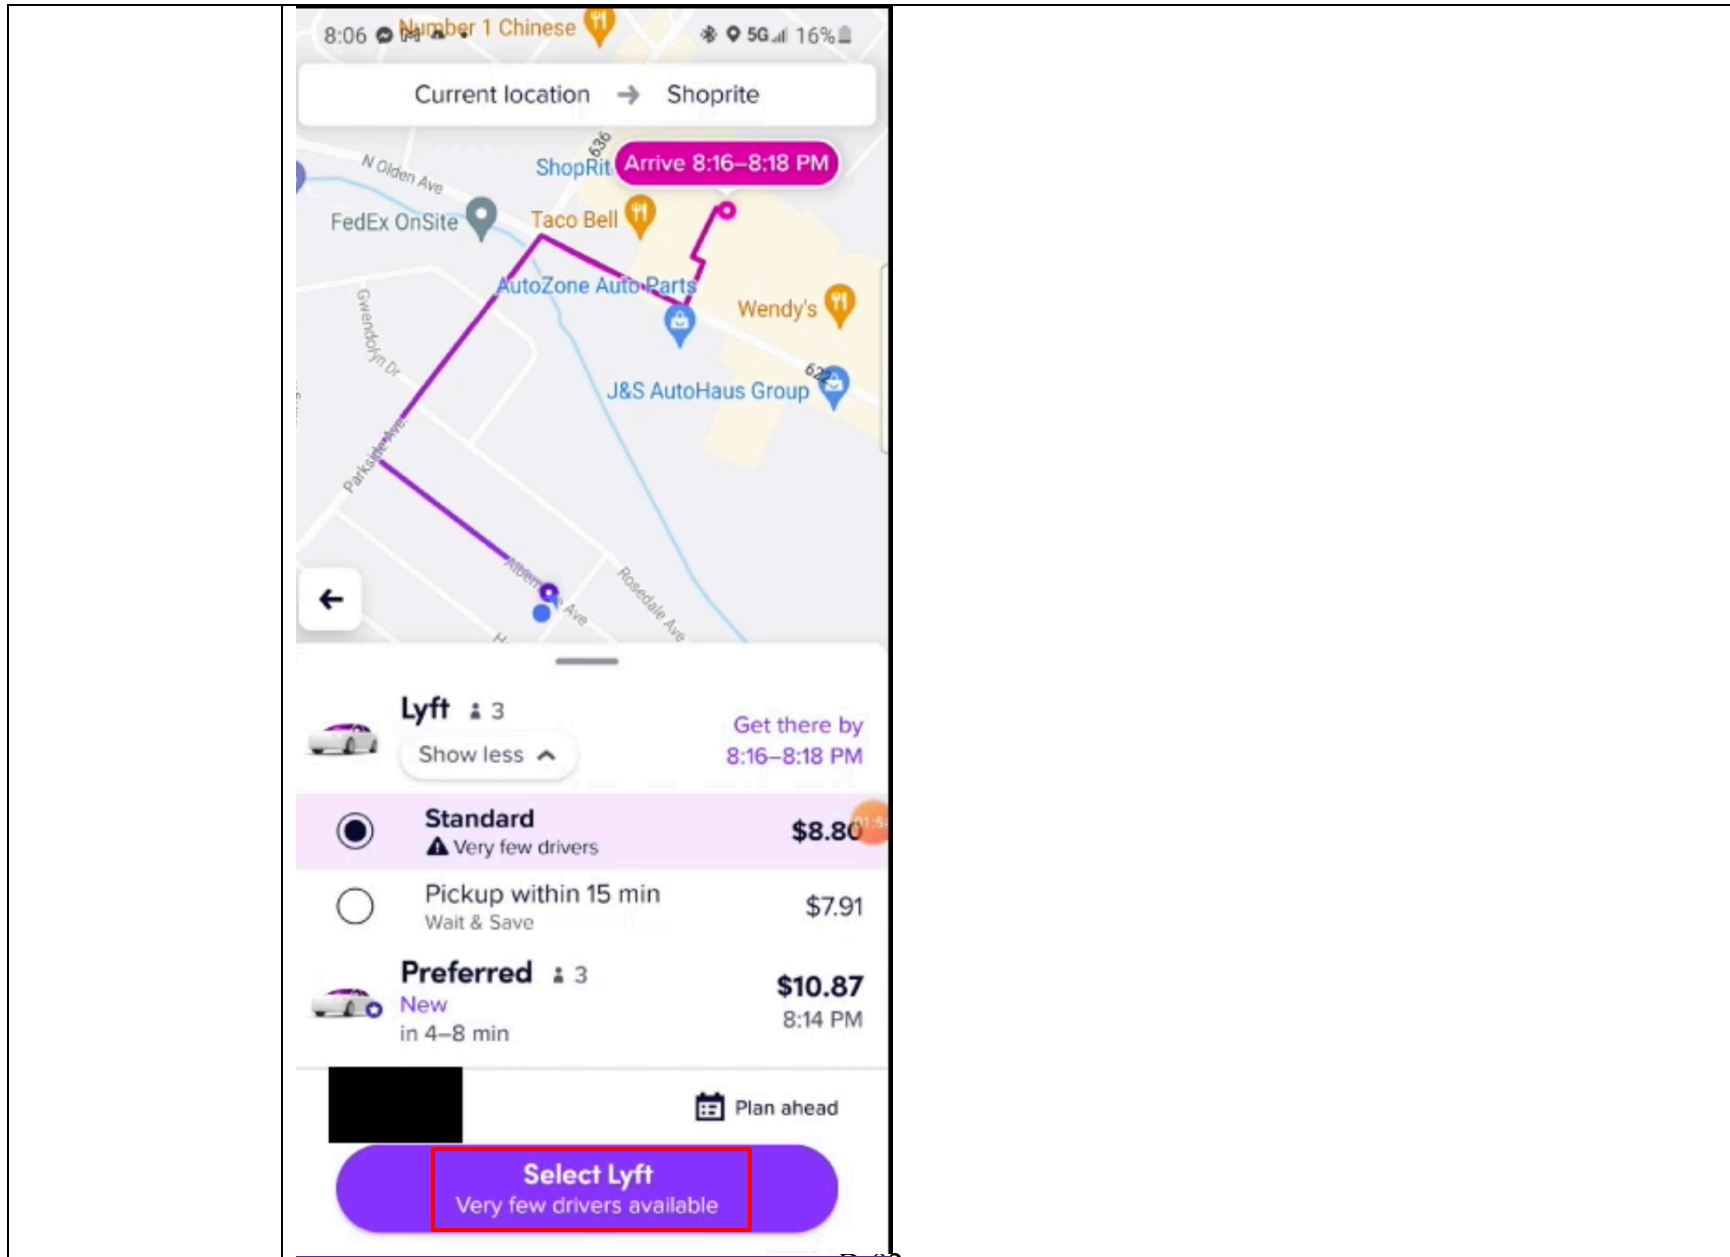 8:06 5G 16%
Number 1 Chinese
Current location → Shoprite
636
N Olden Ave
ShopRit
Arrive 8:16–8:18 PM
FedEx OnSite
Taco Bell
AutoZone Auto Parts
Gwendolyn Dr
Wendy's
622
J&S AutoHaus Group
Parkside Ave
Ave
Rosedale Ave
Lyft 3
Get there by
Show less
8:16–8:18 PM
Standard
$8.80
Very few drivers
Pickup within 15 min
$7.91
Wait & Save
Preferred 3
$10.87
New
8:14 PM
in 4–8 min
Plan ahead
Select Lyft
Very few drivers available